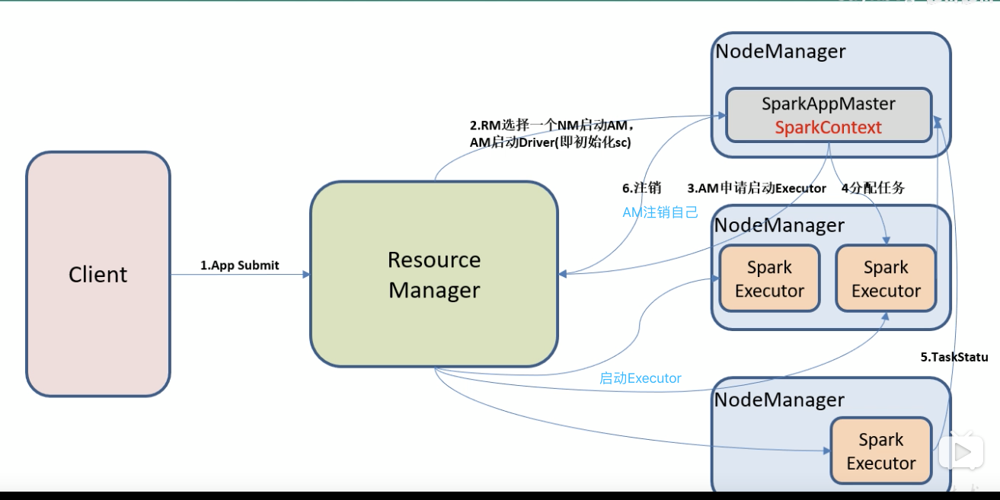 NodeManager
SparkAppMaster
SparkContext
2.RM选择一个NM启动AM，
AM启动Driver(即初始化sc)
6.注销
3.AM申请启动Executor
4分配任务
AM注销自己
NodeManager
Client
1.App Submit
Resource
Manager
Spark
Executor
Spark
Executor
5.TaskStatu
启动Executor
NodeManager
Spark
Executor